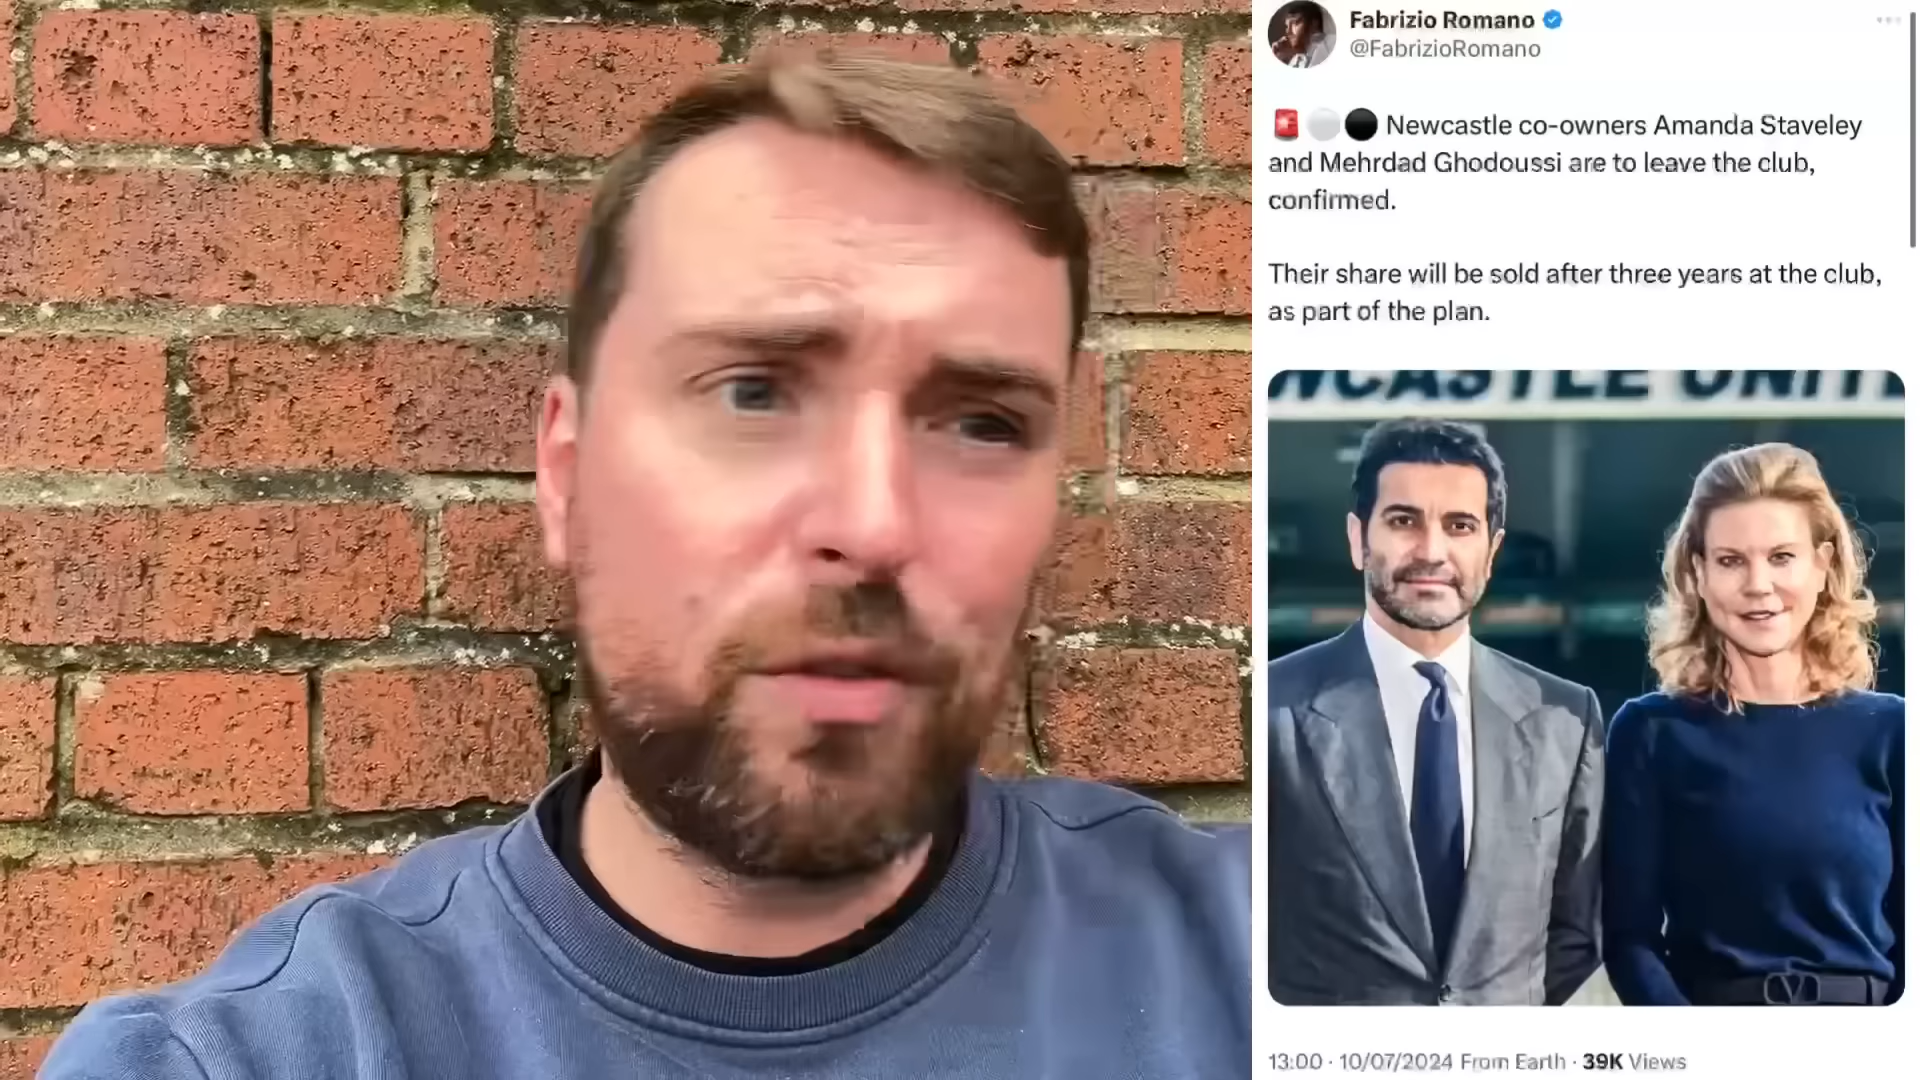 Fabrizio Romano
@FabrizioRomano
Newcastle co-owners Amanda Staveley
and Mehrdad Ghodoussi are to leave the club,
confirmed.
Their share will be sold after three years at the club,
as part of the plan.
NCASTLE UNITE
13:00 · 10/07/2024 From Earth · 39K Views